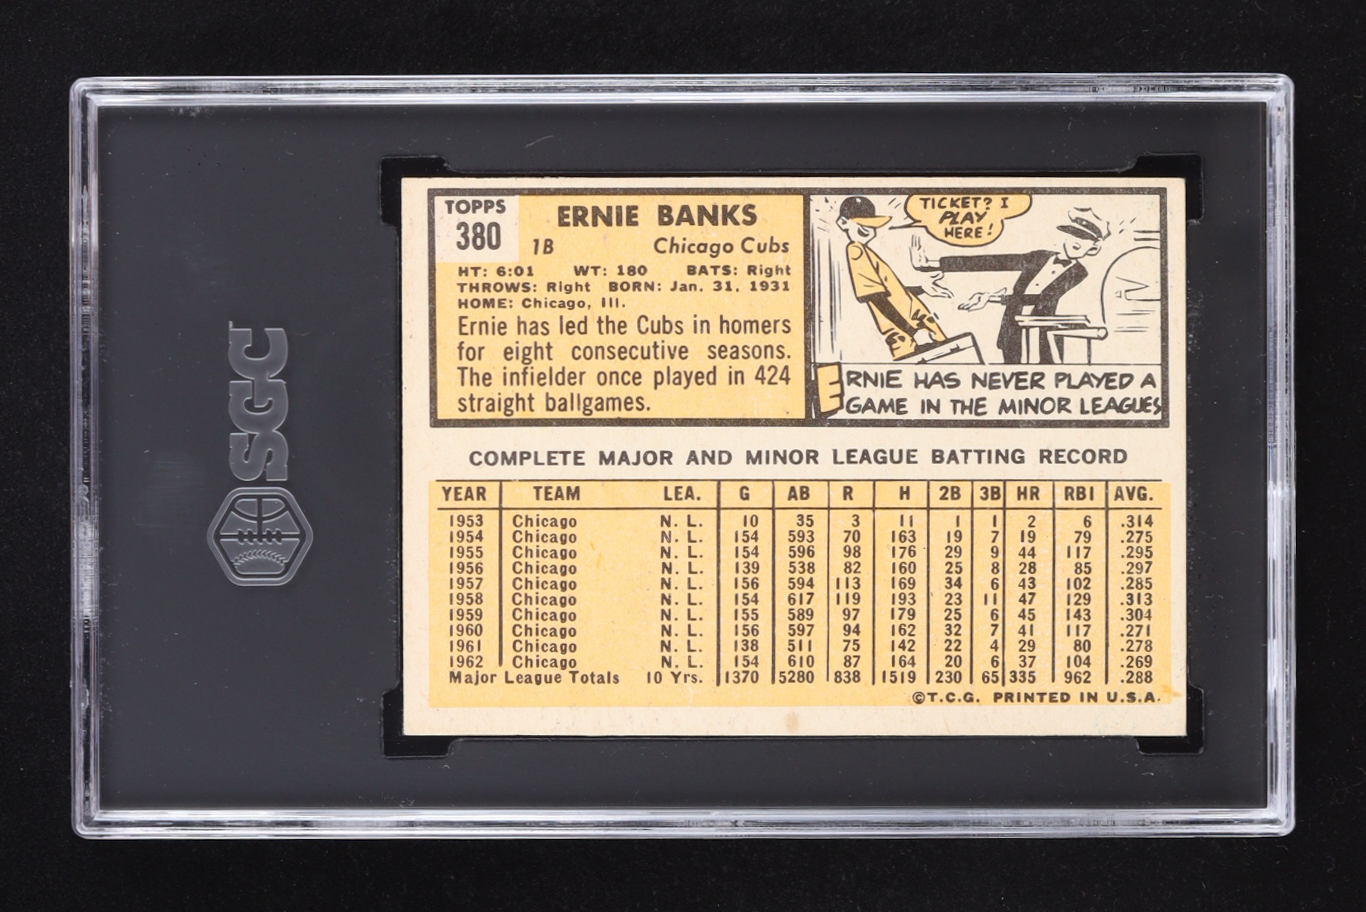 SGC
TOPPS
380
ERNIE BANKS
1B Chicago Cubs
HT: 6:01 WT: 180 BATS: Right
THROWS: Right BORN: Jan. 31, 1931
HOME: Chicago, Ill.
Ernie has led the Cubs in homers
for eight consecutive seasons.
The infielder once played in 424
straight ballgames.
TICKET? I
PLAY
HERE!
ERNIE HAS NEVER PLAYED A
GAME IN THE MINOR LEAGUES
COMPLETE MAJOR AND MINOR LEAGUE BATTING RECORD
YEAR TEAM LEA. G AB R H 2B 3B HR RBI AVG.
1953 Chicago N. L. 10 35 3 11 1 1 2 6 .314
1954 Chicago N. L. 154 593 70 163 19 7 19 79 .275
1955 Chicago N. L. 154 596 98 176 29 9 44 117 .295
1956 Chicago N. L. 139 538 82 160 25 8 28 85 .297
1957 Chicago N. L. 156 594 113 169 34 6 43 102 .285
1958 Chicago N. L. 154 617 119 193 23 11 47 129 .313
1959 Chicago N. L. 155 589 97 179 25 6 45 143 .304
1960 Chicago N. L. 156 597 94 162 32 7 41 117 .271
1961 Chicago N. L. 138 511 75 142 22 4 29 80 .278
1962 Chicago N. L. 154 610 87 164 20 6 37 104 .269
Major League Totals 10 Yrs. 1370 5280 838 1519 230 65 335 962 .288
©T.C.G. PRINTED IN U.S.A.